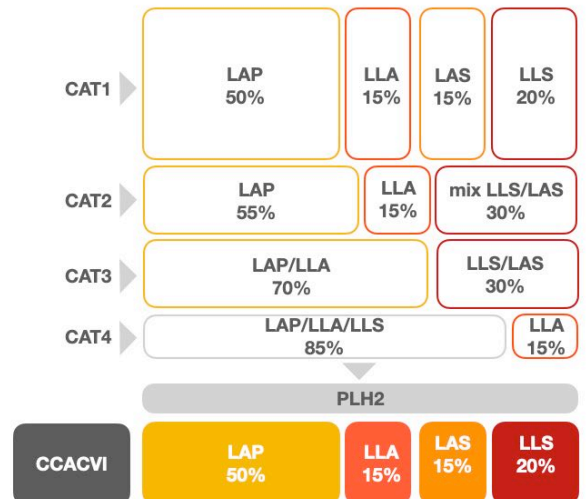 CAT1
LAP
50%
LLA
15%
LAS
15%
LLS
20%
CAT2
LAP
55%
LLA
15%
mix LLS/LAS
30%
CAT3
LAP/LLA
70%
LLS/LAS
30%
CAT4
LAP/LLA/LLS
85%
LLA
15%
PLH2
CCACVI
LAP
50%
LLA
15%
LAS
15%
LLS
20%